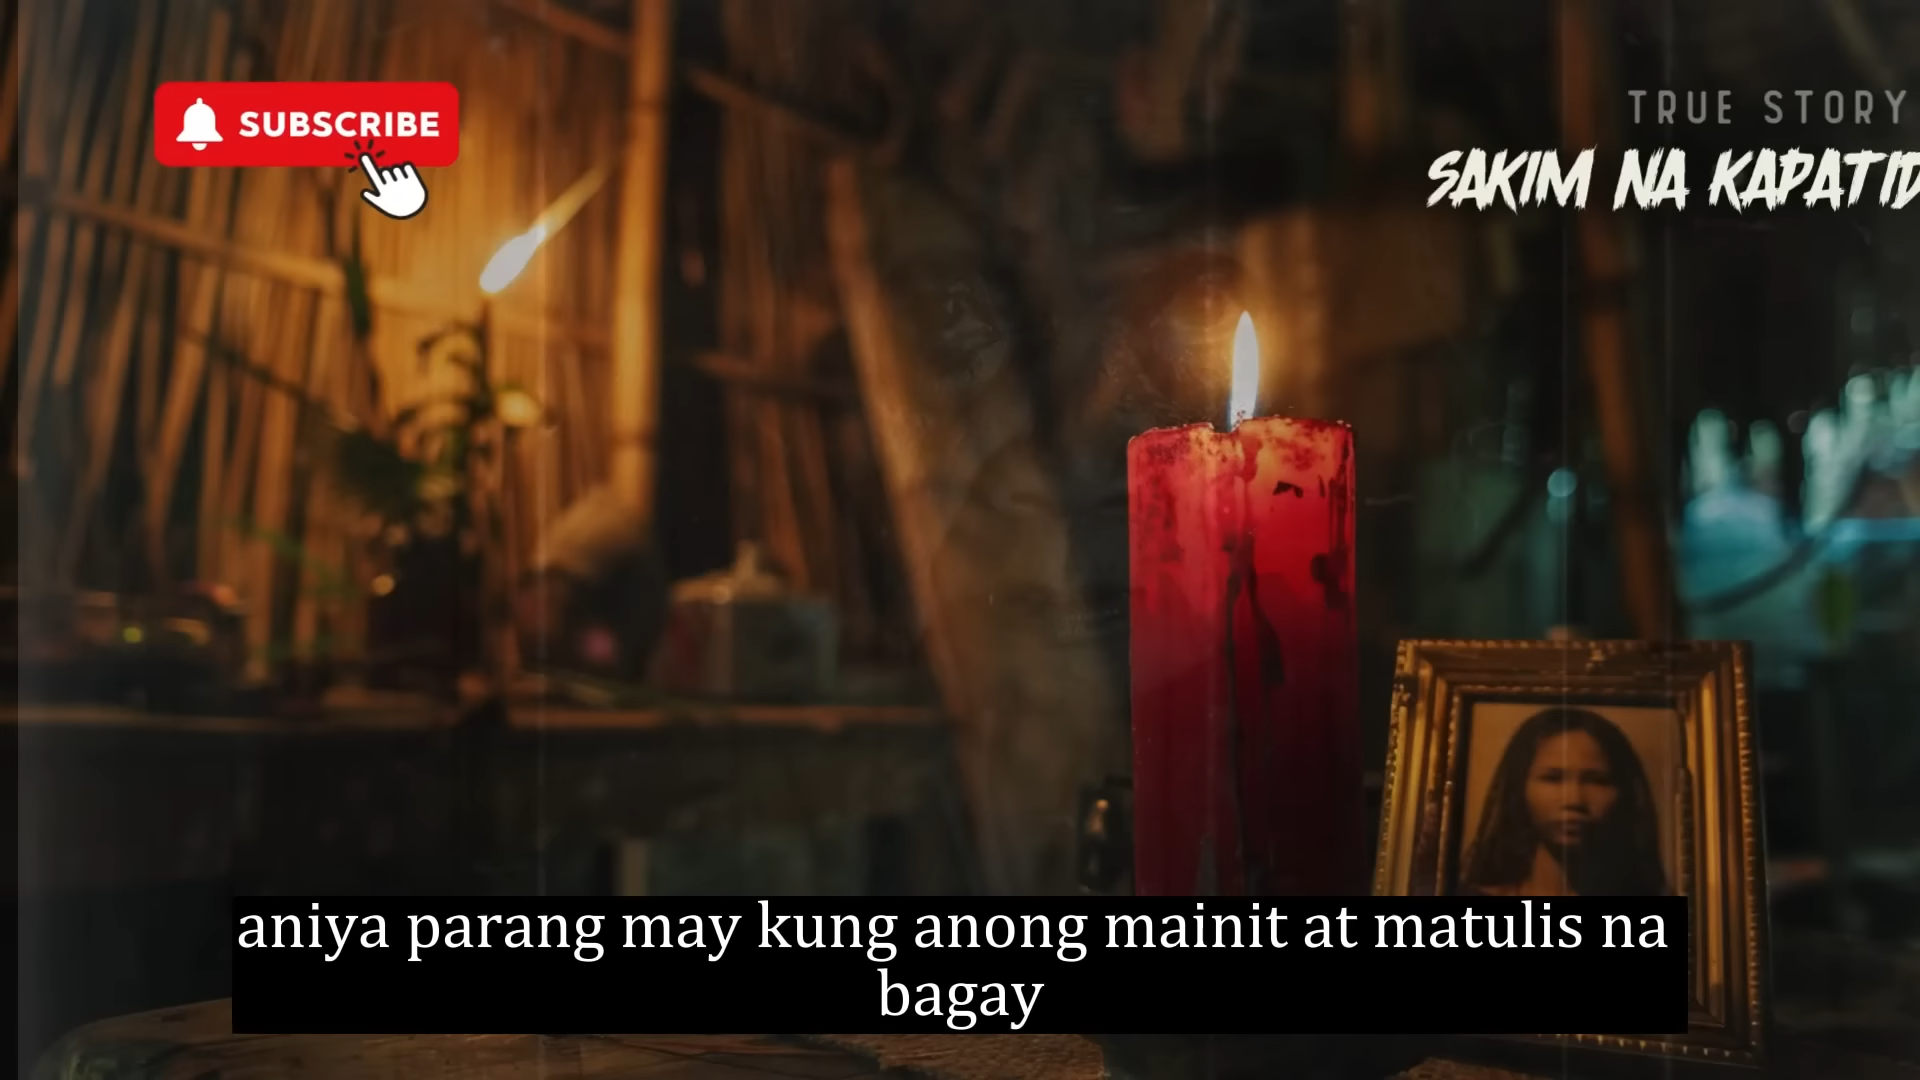 SUBSCRIBE
TRUE STORY
SAKIM NA KAPATID
aniya parang may kung anong mainit at matulis na
bagay